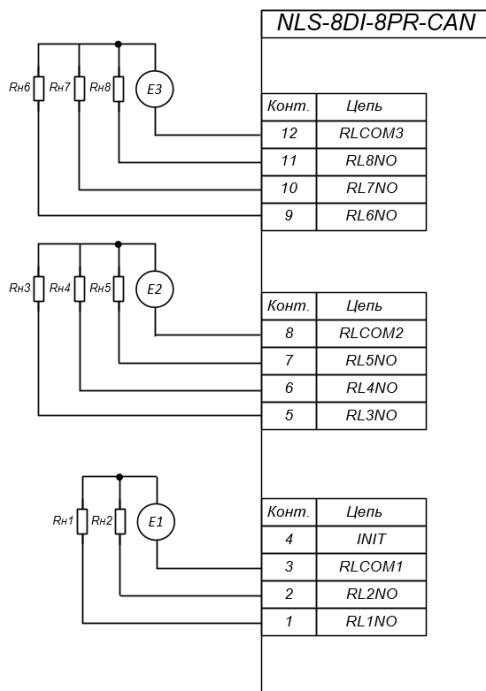 NLS-8DI-8PR-CAN
Rн6 Rн7 Rн8 E3
Конт. Цепь
12 RLCOM3
11 RL8NO
10 RL7NO
9 RL6NO
Rн3 Rн4 Rн5 E2
Конт. Цепь
8 RLCOM2
7 RL5NO
6 RL4NO
5 RL3NO
Rн1 Rн2 E1
Конт. Цепь
4 INIT
3 RLCOM1
2 RL2NO
1 RL1NO